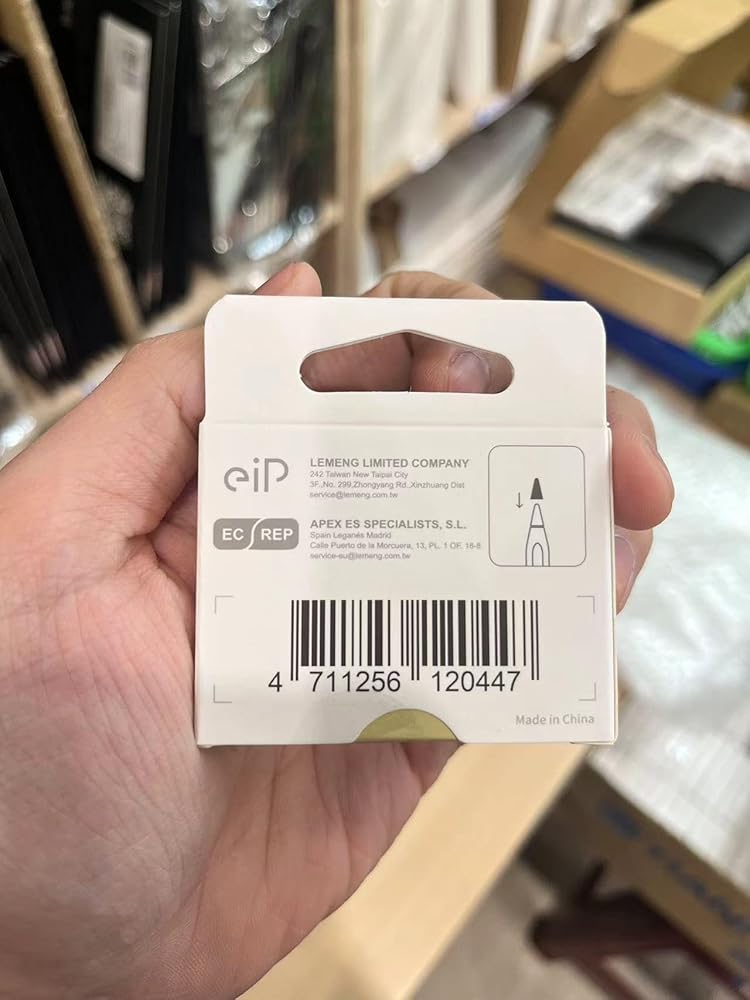 eiP
LEMENG LIMITED COMPANY
242 Taiwan New Taipai City
3F.,No. 299,Zhongyang Rd.,Xinzhuang Dist
service@lemeng.com.tw
EC REP
APEX ES SPECIALISTS, S.L.
Spain Leganés Madrid
Calle Puerto de la Morcuera, 13, PL. 1 OF. 16-8
service-eu@lemeng.com.tw
4 711256 120447
Made in China